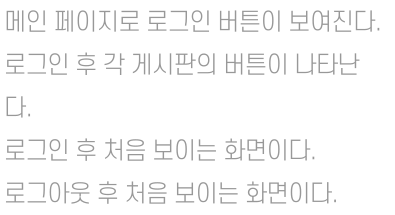 메인 페이지로 로그인 버튼이 보여진다.
로그인 후 각 게시판의 버튼이 나타난
다.
로그인 후 처음 보이는 화면이다.
로그아웃 후 처음 보이는 화면이다.